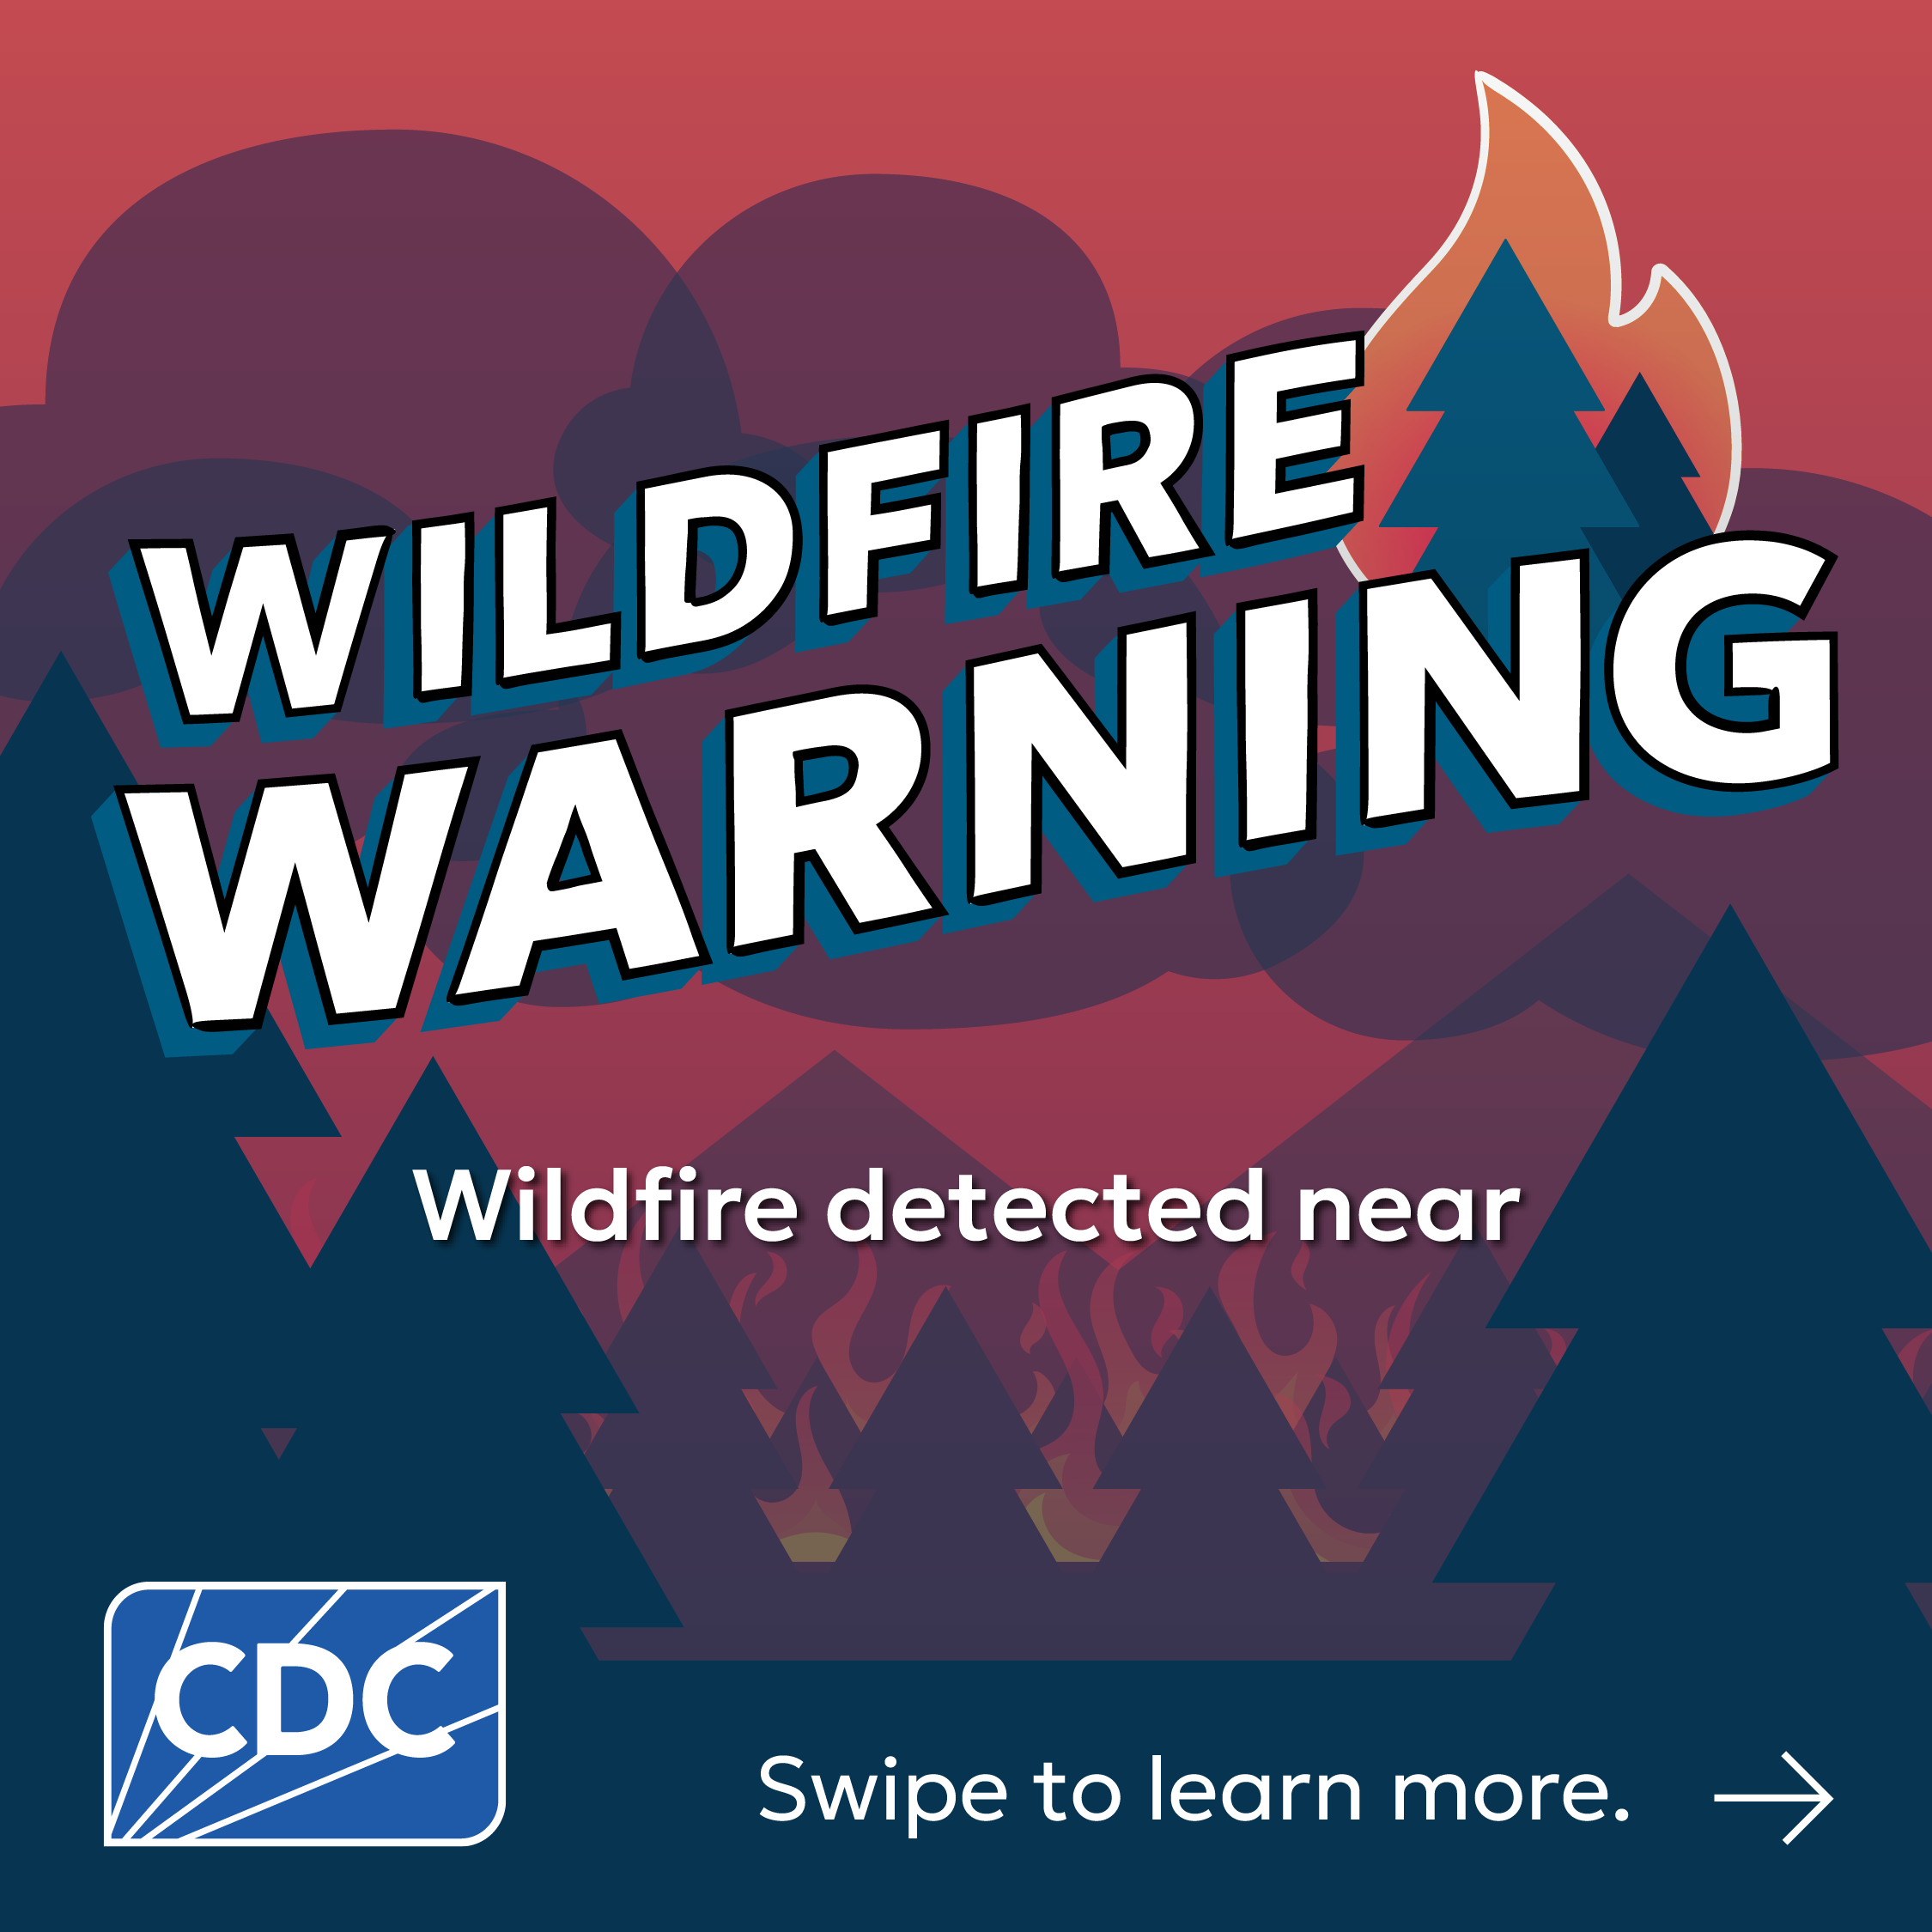 WILDFIRE
WARNING
Wildfire detected near
CDC
Swipe to learn more.